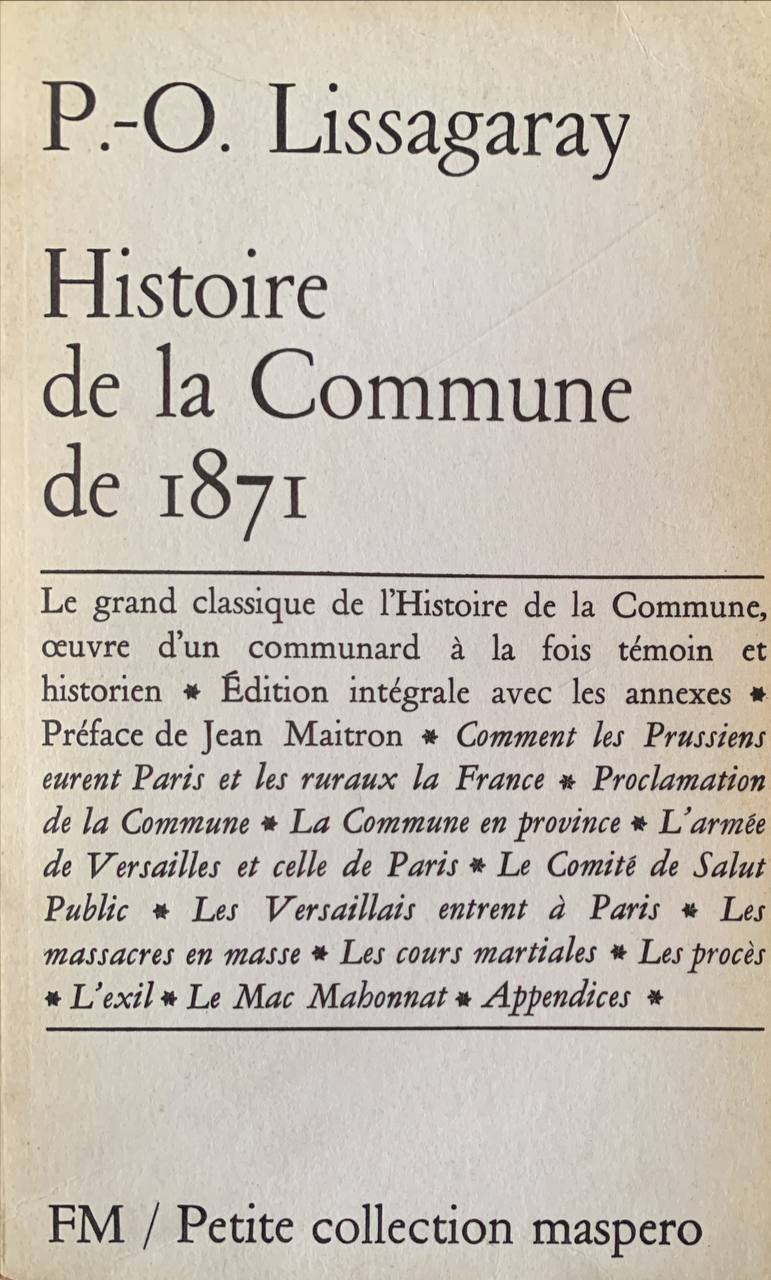 P.-O. Lissagaray
Histoire
de la Commune
de 1871
Le grand classique de l'Histoire de la Commune,
œuvre d'un communard à la fois témoin et
historien * Édition intégrale avec les annexes *
Préface de Jean Maitron * Comment les Prussiens
eurent Paris et les ruraux la France * Proclamation
de la Commune * La Commune en province * L'armée
de Versailles et celle de Paris * Le Comité de Salut
Public * Les Versaillais entrent à Paris * Les
massacres en masse * Les cours martiales * Les procès
* L'exil * Le Mac Mahonnat * Appendices *
FM / Petite collection maspero